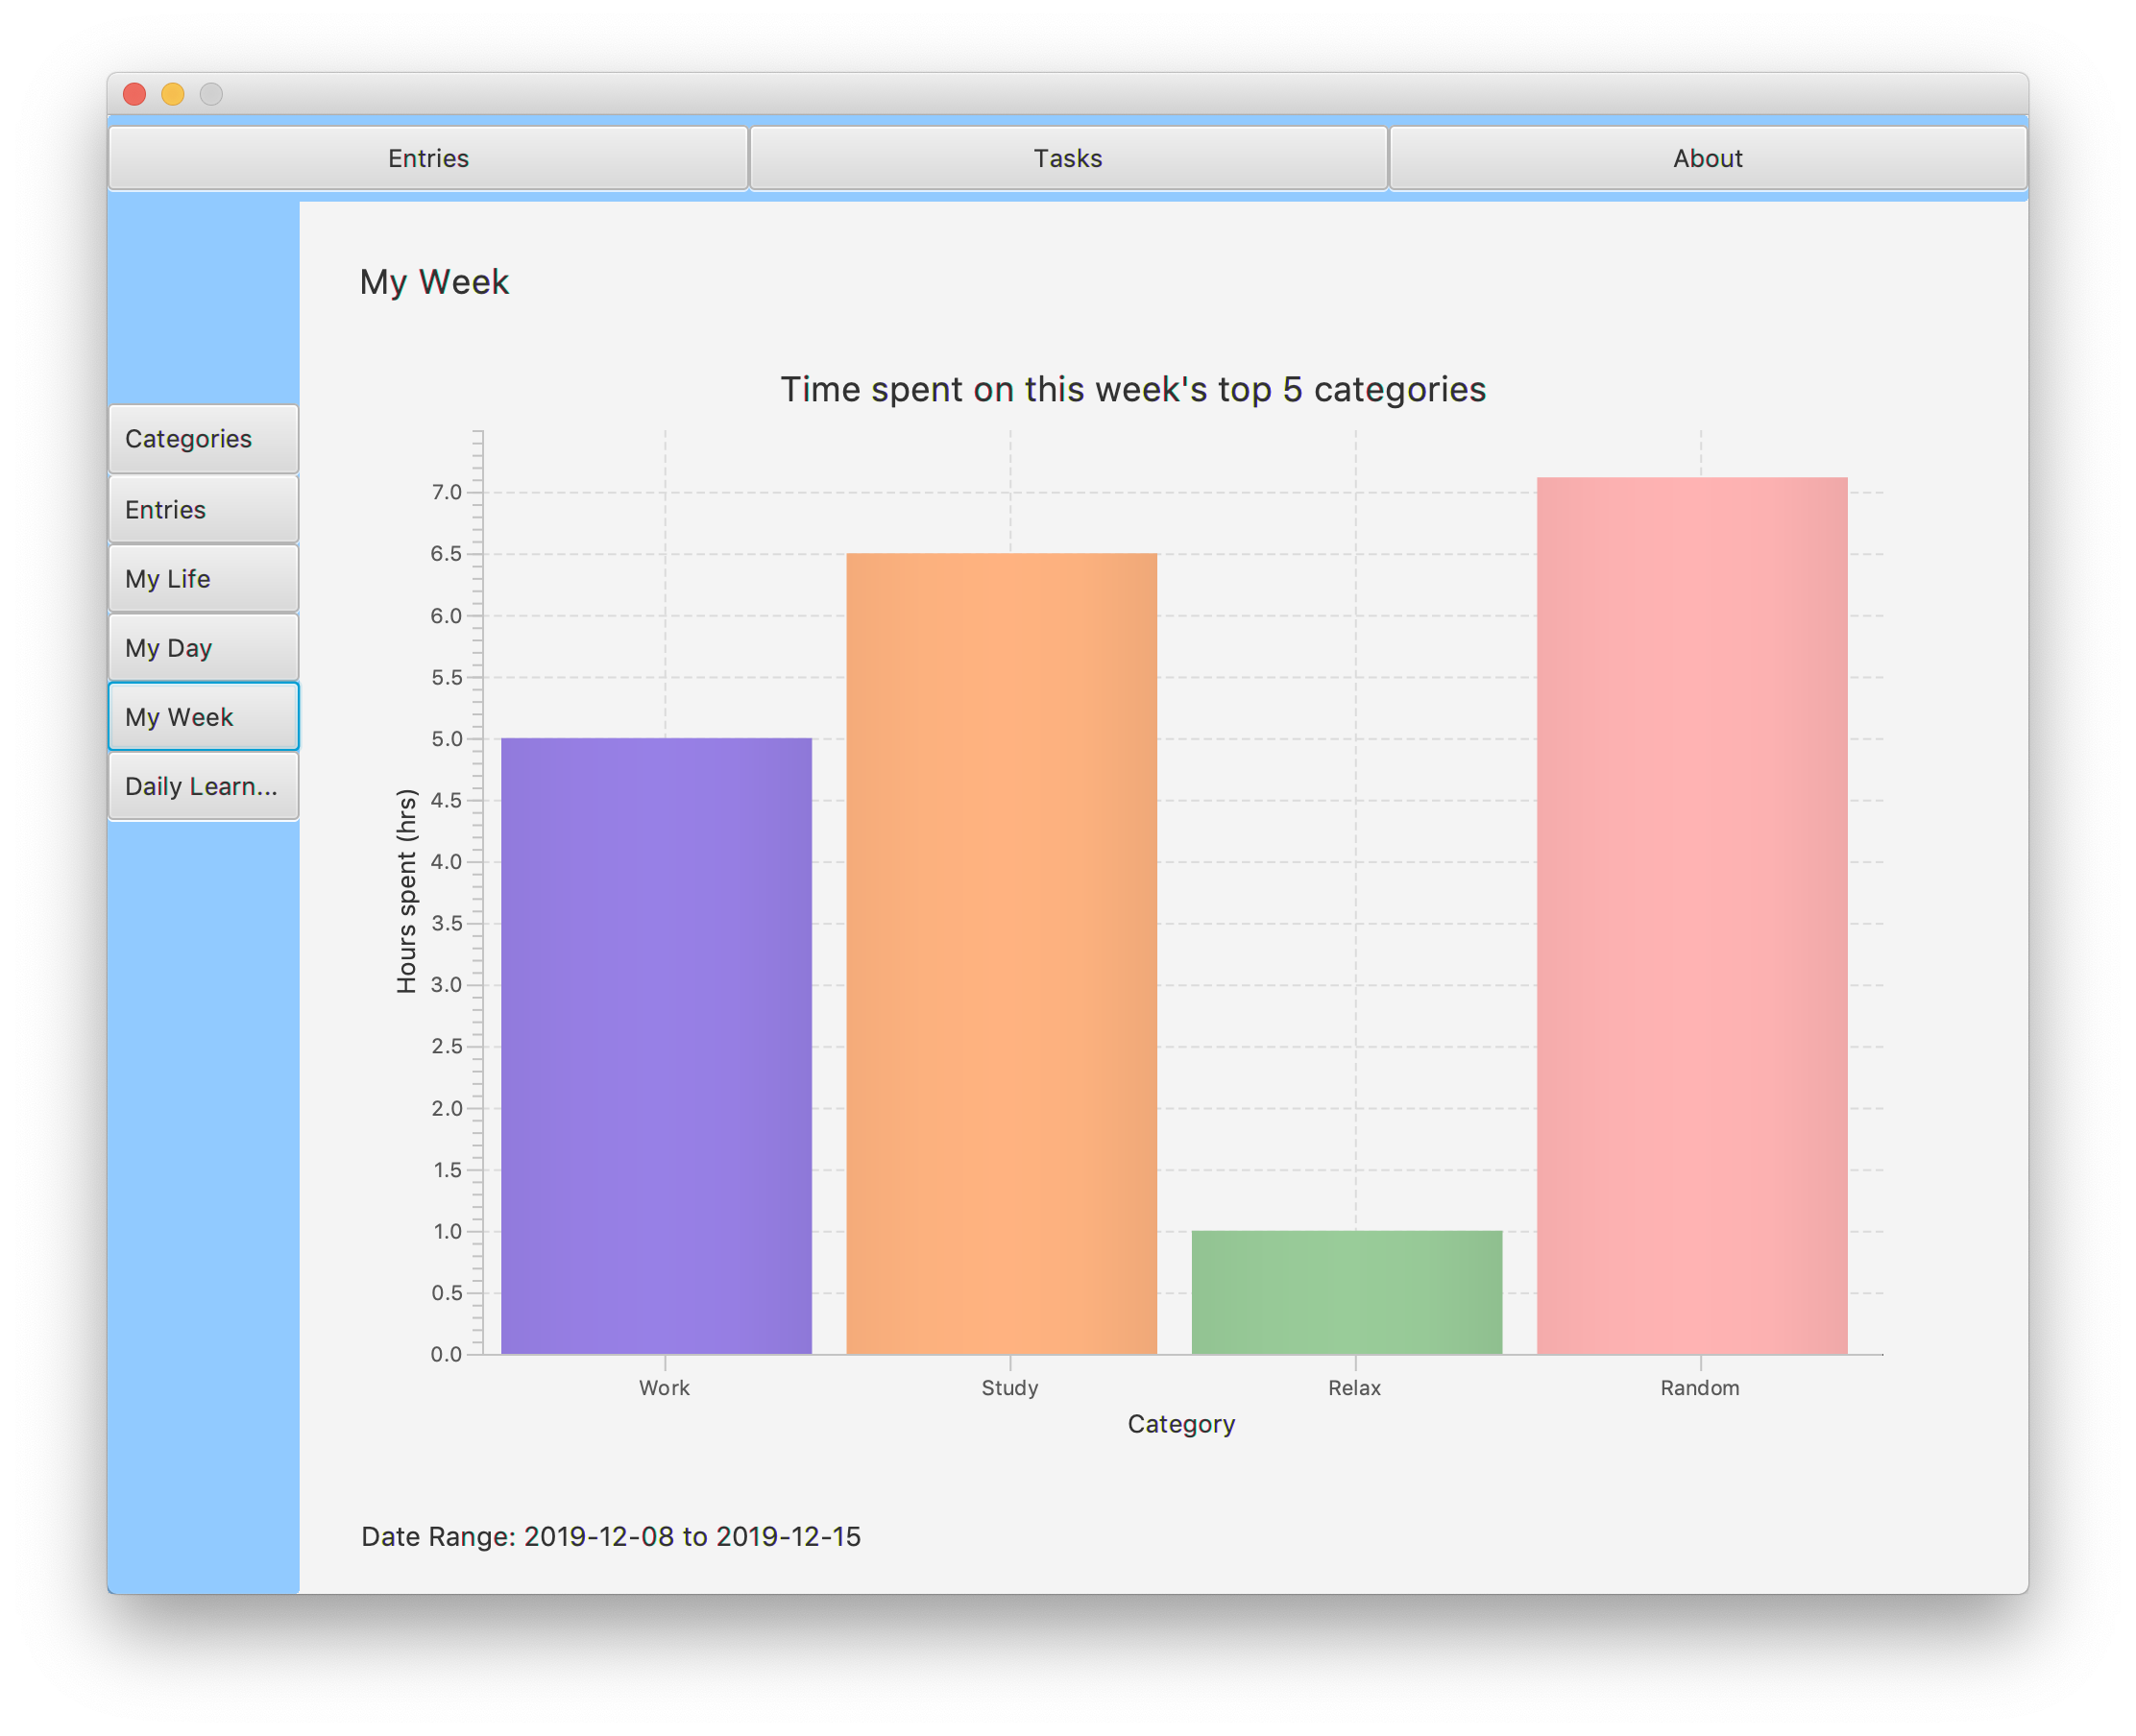 Entries
Tasks
About
Categories
Entries
My Life
My Day
My Week
Daily Learn...
My Week
Time spent on this week's top 5 categories
Hours spent (hrs)
7.0
6.5
6.0
5.5
5.0
4.5
4.0
3.5
3.0
2.5
2.0
1.5
1.0
0.5
0.0
Work
Study
Relax
Random
Category
Date Range: 2019-12-08 to 2019-12-15